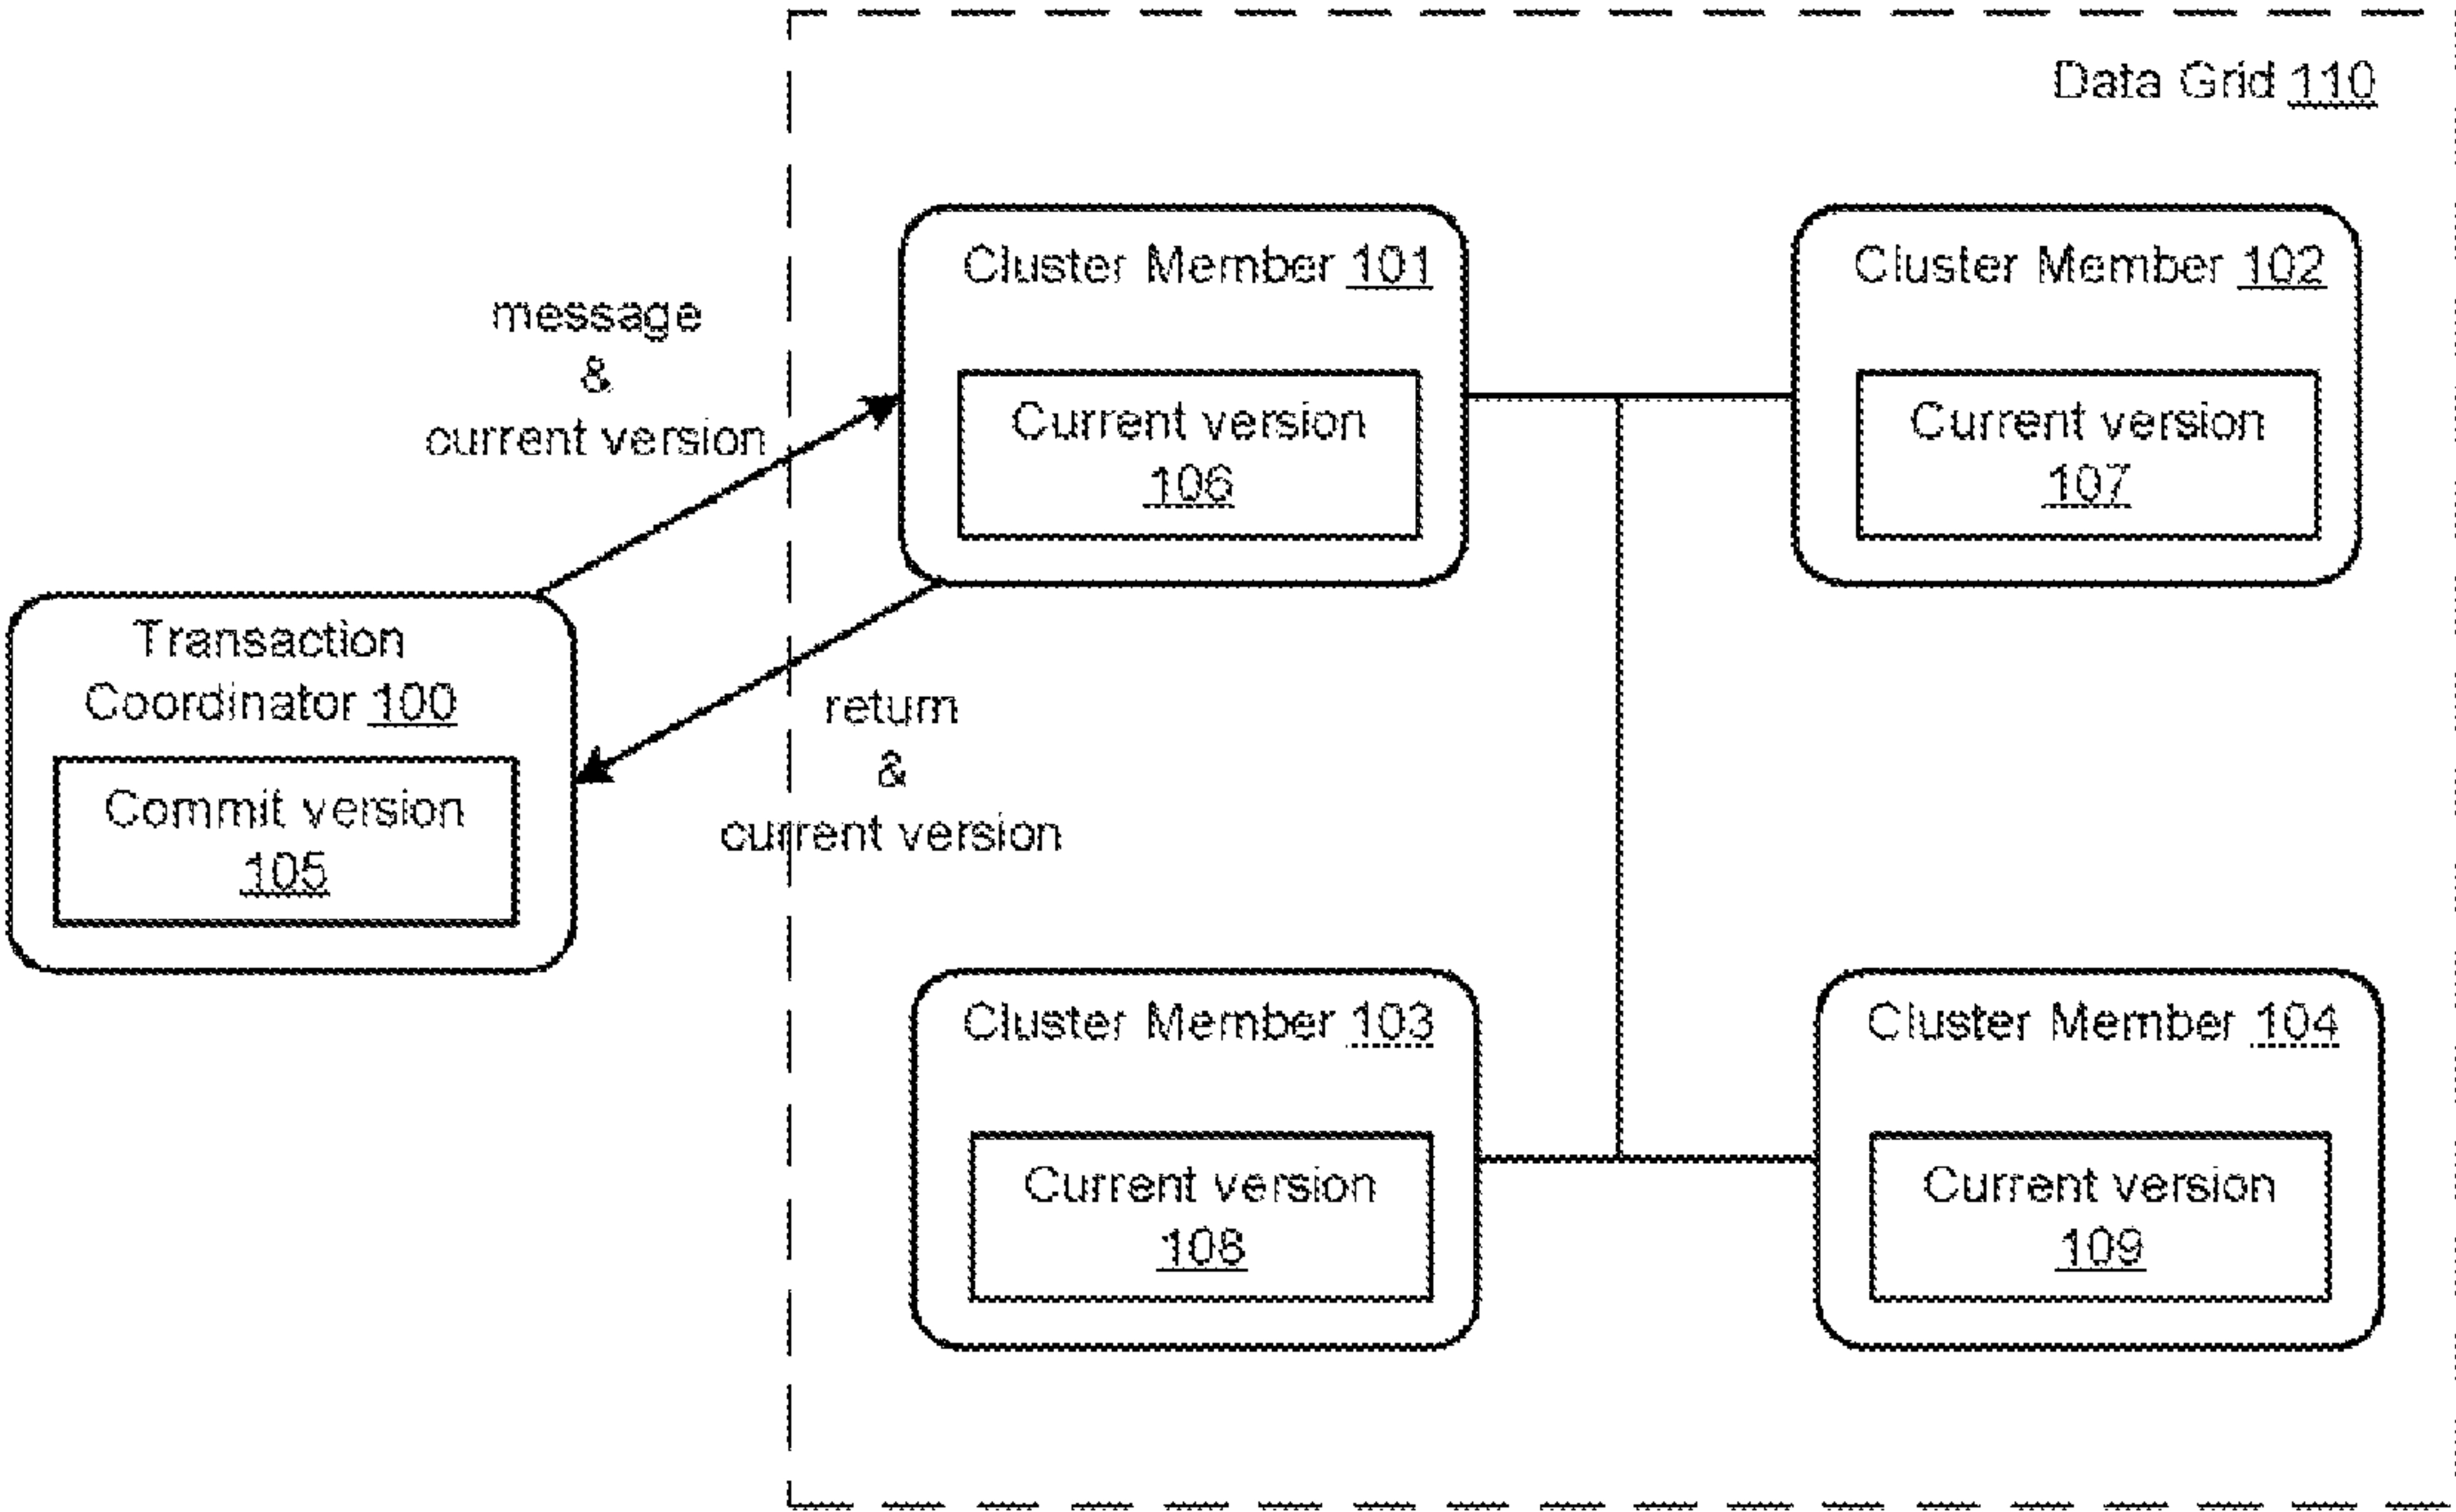 Data Grid 110
Cluster Member 101
Current version
106
Cluster Member 102
Current version
107
message
&
current version
Transaction
Coordinator 100
Commit version
105
return
&
current version
Cluster Member 103
Current version
108
Cluster Member 104
Current version
109